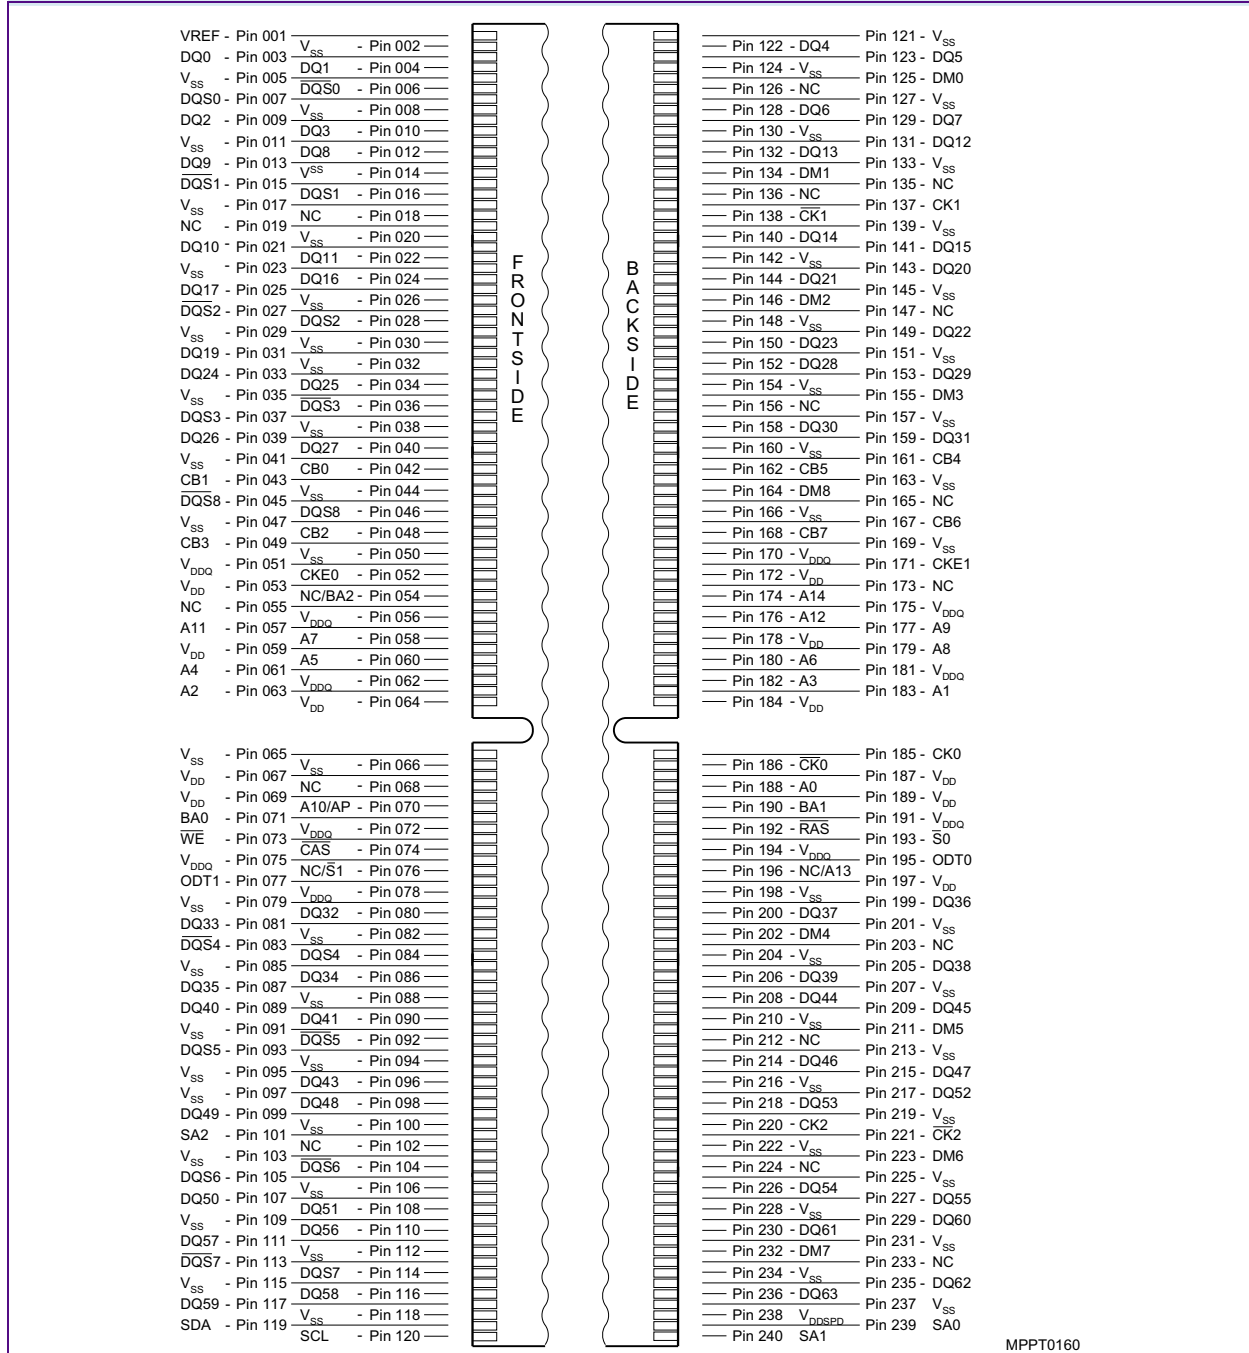 VREF - Pin 001
VSS - Pin 002
DQ0 - Pin 003
DQ1 - Pin 004
VSS - Pin 005
D̅Q̅S̅0 - Pin 006
DQS0 - Pin 007
VSS - Pin 008
DQ2 - Pin 009
DQ3 - Pin 010
VSS - Pin 011
DQ8 - Pin 012
DQ9 - Pin 013
VSS - Pin 014
D̅Q̅S̅1 - Pin 015
DQS1 - Pin 016
VSS - Pin 017
NC - Pin 018
NC - Pin 019
VSS - Pin 020
DQ10 - Pin 021
DQ11 - Pin 022
VSS - Pin 023
DQ16 - Pin 024
DQ17 - Pin 025
VSS - Pin 026
D̅Q̅S̅2 - Pin 027
DQS2 - Pin 028
VSS - Pin 029
VSS - Pin 030
DQ19 - Pin 031
VSS - Pin 032
DQ24 - Pin 033
DQ25 - Pin 034
VSS - Pin 035
D̅Q̅S̅3 - Pin 036
DQS3 - Pin 037
VSS - Pin 038
DQ26 - Pin 039
DQ27 - Pin 040
VSS - Pin 041
CB0 - Pin 042
CB1 - Pin 043
VSS - Pin 044
D̅Q̅S̅8 - Pin 045
DQS8 - Pin 046
VSS - Pin 047
CB2 - Pin 048
CB3 - Pin 049
VSS - Pin 050
VDDQ - Pin 051
CKE0 - Pin 052
VDD - Pin 053
NC/BA2 - Pin 054
NC - Pin 055
VDDQ - Pin 056
A11 - Pin 057
A7 - Pin 058
VDD - Pin 059
A5 - Pin 060
A4 - Pin 061
VDDQ - Pin 062
A2 - Pin 063
VDD - Pin 064
VSS - Pin 065
VSS - Pin 066
VDD - Pin 067
NC - Pin 068
VDD - Pin 069
A10/AP - Pin 070
BA0 - Pin 071
VDDQ - Pin 072
W̅E̅ - Pin 073
C̅A̅S̅ - Pin 074
VDDQ - Pin 075
NC/S̅1 - Pin 076
ODT1 - Pin 077
VDDQ - Pin 078
VSS - Pin 079
DQ32 - Pin 080
DQ33 - Pin 081
VSS - Pin 082
D̅Q̅S̅4 - Pin 083
DQS4 - Pin 084
VSS - Pin 085
DQ34 - Pin 086
DQ35 - Pin 087
VSS - Pin 088
DQ40 - Pin 089
DQ41 - Pin 090
VSS - Pin 091
D̅Q̅S̅5 - Pin 092
DQS5 - Pin 093
VSS - Pin 094
VSS - Pin 095
DQ43 - Pin 096
VSS - Pin 097
DQ48 - Pin 098
DQ49 - Pin 099
VSS - Pin 100
SA2 - Pin 101
NC - Pin 102
VSS - Pin 103
D̅Q̅S̅6 - Pin 104
DQS6 - Pin 105
VSS - Pin 106
DQ50 - Pin 107
DQ51 - Pin 108
VSS - Pin 109
DQ56 - Pin 110
DQ57 - Pin 111
VSS - Pin 112
D̅Q̅S̅7 - Pin 113
DQS7 - Pin 114
VSS - Pin 115
DQ58 - Pin 116
DQ59 - Pin 117
VSS - Pin 118
SDA - Pin 119
SCL - Pin 120
FRONTSIDE
BACKSIDE
Pin 121 - VSS
Pin 122 - DQ4
Pin 123 - DQ5
Pin 124 - VSS
Pin 125 - DM0
Pin 126 - NC
Pin 127 - VSS
Pin 128 - DQ6
Pin 129 - DQ7
Pin 130 - VSS
Pin 131 - DQ12
Pin 132 - DQ13
Pin 133 - VSS
Pin 134 - DM1
Pin 135 - NC
Pin 136 - NC
Pin 137 - CK1
Pin 138 - C̅K̅1
Pin 139 - VSS
Pin 140 - DQ14
Pin 141 - DQ15
Pin 142 - VSS
Pin 143 - DQ20
Pin 144 - DQ21
Pin 145 - VSS
Pin 146 - DM2
Pin 147 - NC
Pin 148 - VSS
Pin 149 - DQ22
Pin 150 - DQ23
Pin 151 - VSS
Pin 152 - DQ28
Pin 153 - DQ29
Pin 154 - VSS
Pin 155 - DM3
Pin 156 - NC
Pin 157 - VSS
Pin 158 - DQ30
Pin 159 - DQ31
Pin 160 - VSS
Pin 161 - CB4
Pin 162 - CB5
Pin 163 - VSS
Pin 164 - DM8
Pin 165 - NC
Pin 166 - VSS
Pin 167 - CB6
Pin 168 - CB7
Pin 169 - VSS
Pin 170 - VDDQ
Pin 171 - CKE1
Pin 172 - VDD
Pin 173 - NC
Pin 174 - A14
Pin 175 - VDDQ
Pin 176 - A12
Pin 177 - A9
Pin 178 - VDD
Pin 179 - A8
Pin 180 - A6
Pin 181 - VDDQ
Pin 182 - A3
Pin 183 - A1
Pin 184 - VDD
Pin 185 - CK0
Pin 186 - C̅K̅0
Pin 187 - VDD
Pin 188 - A0
Pin 189 - VDD
Pin 190 - BA1
Pin 191 - VDDQ
Pin 192 - R̅A̅S̅
Pin 193 - S̅0
Pin 194 - VDDQ
Pin 195 - ODT0
Pin 196 - NC/A13
Pin 197 - VDD
Pin 198 - VSS
Pin 199 - DQ36
Pin 200 - DQ37
Pin 201 - VSS
Pin 202 - DM4
Pin 203 - NC
Pin 204 - VSS
Pin 205 - DQ38
Pin 206 - DQ39
Pin 207 - VSS
Pin 208 - DQ44
Pin 209 - DQ45
Pin 210 - VSS
Pin 211 - DM5
Pin 212 - NC
Pin 213 - VSS
Pin 214 - DQ46
Pin 215 - DQ47
Pin 216 - VSS
Pin 217 - DQ52
Pin 218 - DQ53
Pin 219 - VSS
Pin 220 - CK2
Pin 221 - C̅K̅2
Pin 222 - VSS
Pin 223 - DM6
Pin 224 - NC
Pin 225 - VSS
Pin 226 - DQ54
Pin 227 - DQ55
Pin 228 - VSS
Pin 229 - DQ60
Pin 230 - DQ61
Pin 231 - VSS
Pin 232 - DM7
Pin 233 - NC
Pin 234 - VSS
Pin 235 - DQ62
Pin 236 - DQ63
Pin 237 VSS
Pin 238 VDDSPD
Pin 239 SA0
Pin 240 SA1
MPPT0160